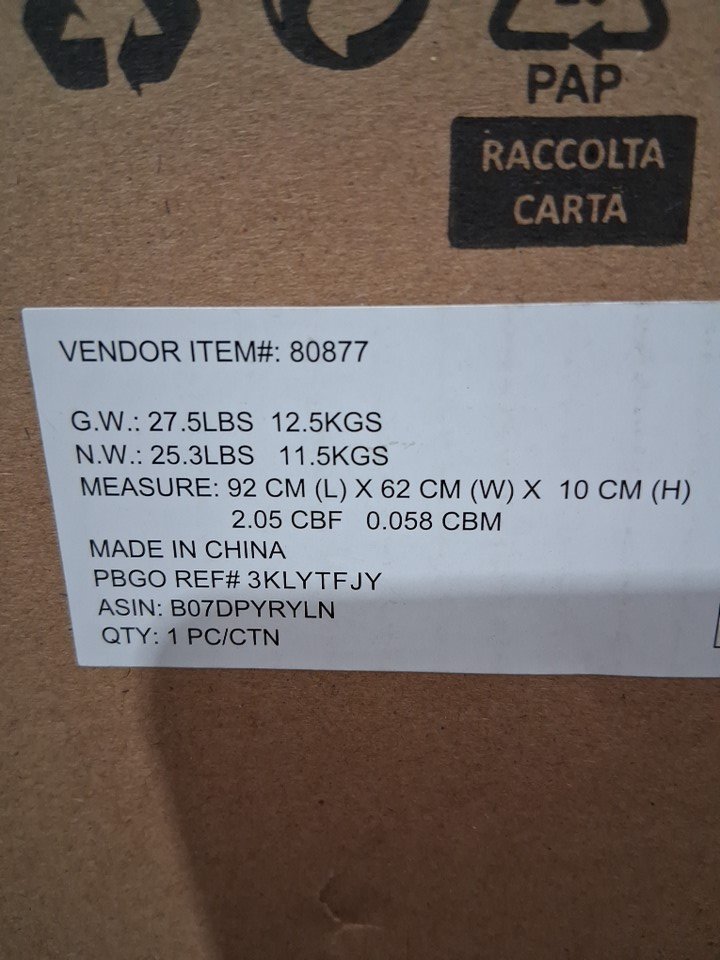 PAP
RACCOLTA
CARTA
VENDOR ITEM#: 80877
G.W.: 27.5LBS 12.5KGS
N.W.: 25.3LBS 11.5KGS
MEASURE: 92 CM (L) X 62 CM (W) X 10 CM (H)
2.05 CBF 0.058 CBM
MADE IN CHINA
PBGO REF# 3KLYTFJY
ASIN: B07DPYRYLN
QTY: 1 PC/CTN